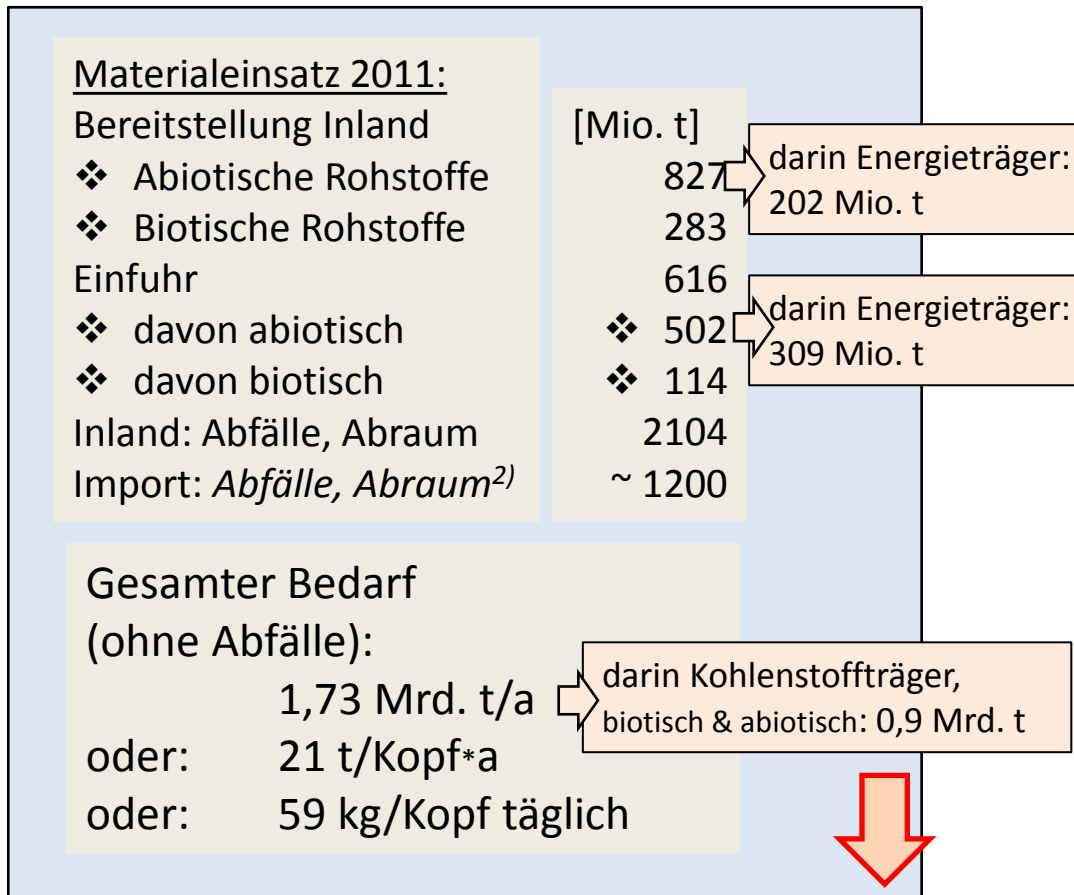 Materialeinsatz 2011:
Bereitstellung Inland [Mio. t]
❖ Abiotische Rohstoffe 827
darin Energieträger:
202 Mio. t
❖ Biotische Rohstoffe 283
Einfuhr 616
❖ davon abiotisch ❖ 502
darin Energieträger:
309 Mio. t
❖ davon biotisch ❖ 114
Inland: Abfälle, Abraum 2104
Import: Abfälle, Abraum2) ~ 1200
Gesamter Bedarf
(ohne Abfälle):
1,73 Mrd. t/a
darin Kohlenstoffträger,
biotisch & abiotisch: 0,9 Mrd. t
oder: 21 t/Kopf*a
oder: 59 kg/Kopf täglich